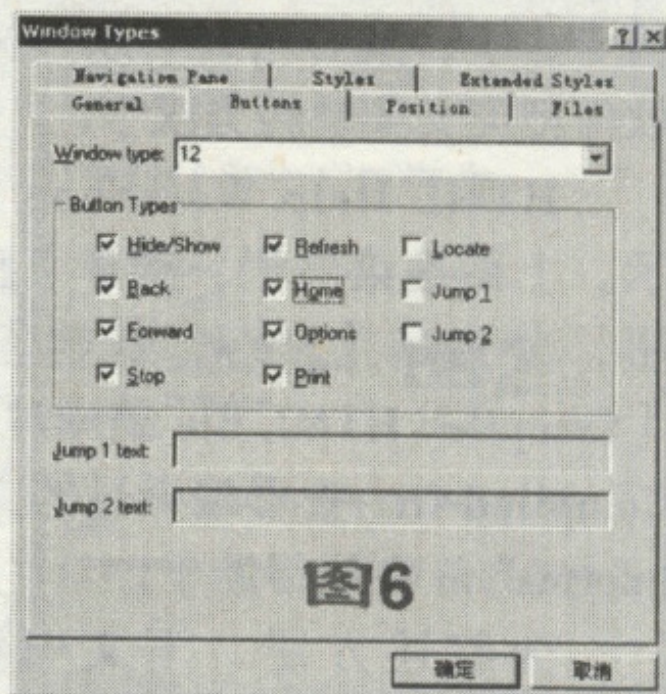 Window Types
Navigation Pane Styles Extended Styles
General Buttons Position Files
Window type: 12
Button Types
Hide/Show Refresh Locate
Back Home Jump 1
Forward Options Jump 2
Stop Print
Jump 1 text:
Jump 2 text:
图6
确定 取消